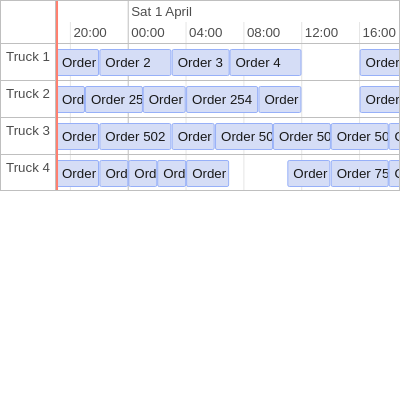 Sat 1 April
20:00 00:00 04:00 08:00 12:00 16:00
Truck 1 Order Order 2 Order 3 Order 4 Order
Truck 2 Ord Order 25 Order Order 254 Order Order
Truck 3 Order Order 502 Order Order 50 Order 50 Order 50
Truck 4 Order Ord Ord Ord Order Order Order 75